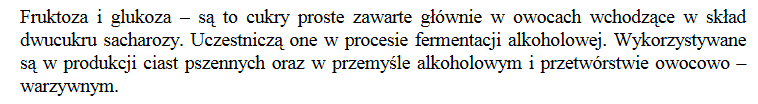 Fruktoza i glukoza – są to cukry proste zawarte głównie w owocach wchodzące w skład
dwucukru sacharozy. Uczestniczą one w procesie fermentacji alkoholowej. Wykorzystywane
są w produkcji ciast pszennych oraz w przemyśle alkoholowym i przetwórstwie owocowo –
warzywnym.